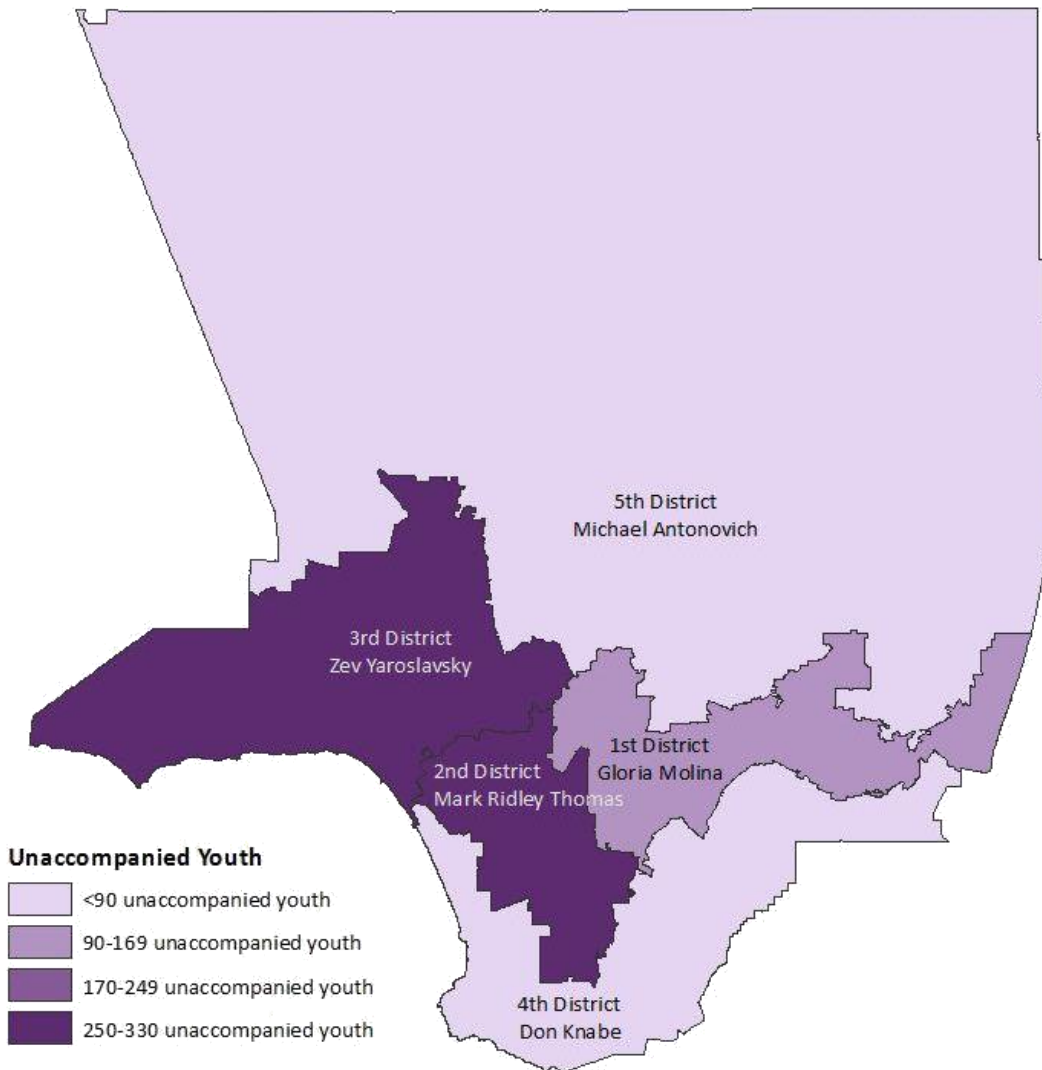 5th District
Michael Antonovich
3rd District
Zev Yaroslavsky
1st District
Gloria Molina
2nd District
Mark Ridley Thomas
Unaccompanied Youth
<90 unaccompanied youth
90-169 unaccompanied youth
170-249 unaccompanied youth
250-330 unaccompanied youth
4th District
Don Knabe